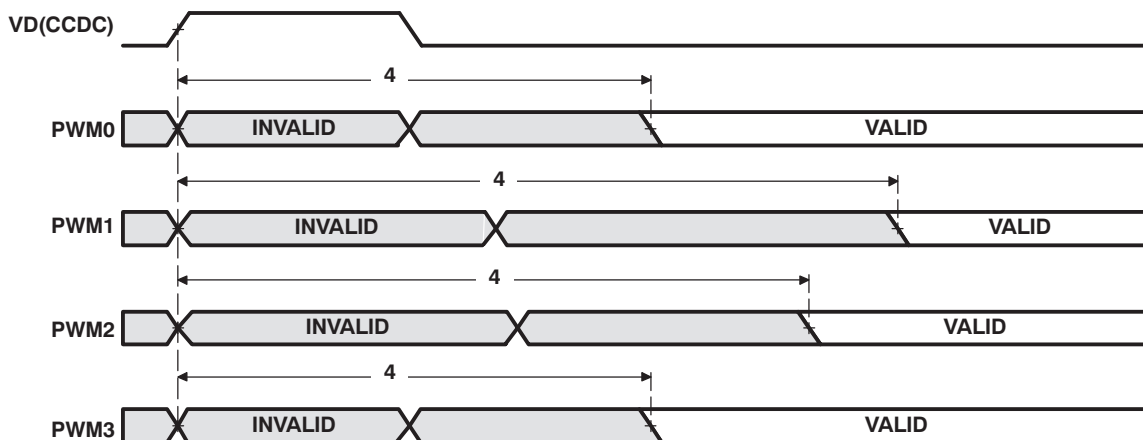 VD(CCDC)
4
PWM0 INVALID VALID
4
PWM1 INVALID VALID
4
PWM2 INVALID VALID
4
PWM3 INVALID VALID